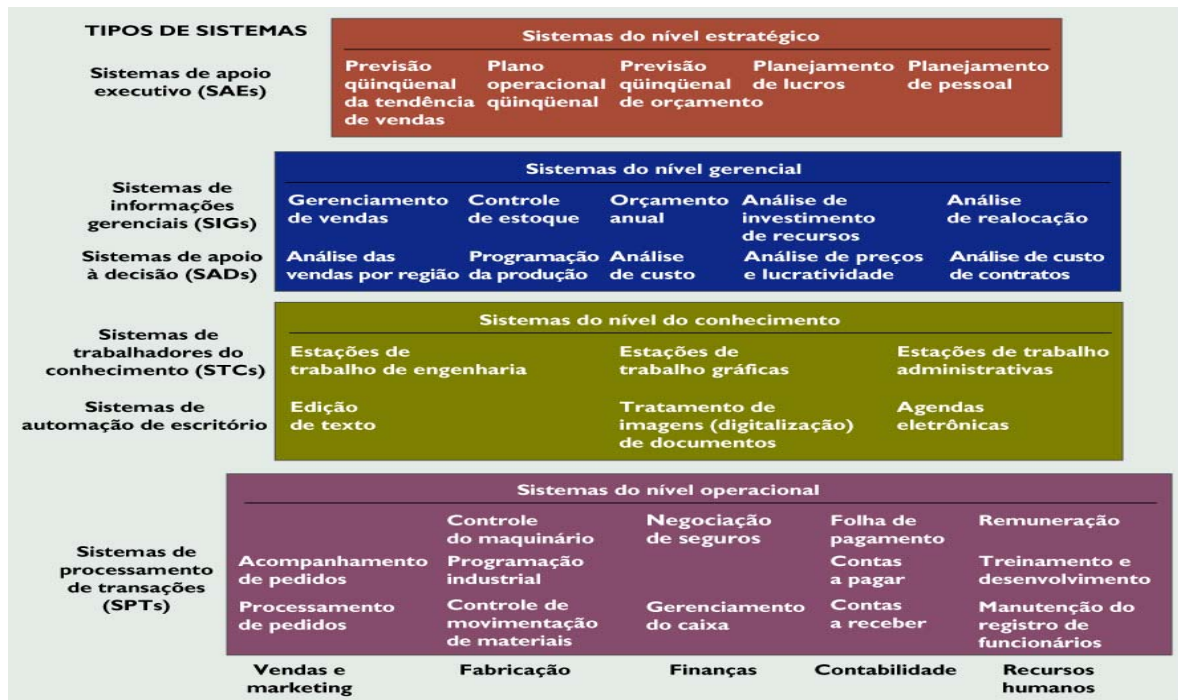 TIPOS DE SISTEMAS
Sistemas do nível estratégico
Sistemas de apoio
executivo (SAEs)
Previsão
qüinqüenal
da tendência
de vendas
Plano
operacional
qüinqüenal
Previsão
qüinqüenal
de orçamento
Planejamento
de lucros
Planejamento
de pessoal
Sistemas do nível gerencial
Sistemas de
informações
gerenciais (SIGs)
Gerenciamento
de vendas
Controle
de estoque
Orçamento
anual
Análise de
investimento
de recursos
Análise
de realocação
Sistemas de apoio
à decisão (SADs)
Análise das
vendas por região
Programação
da produção
Análise
de custo
Análise de preços
e lucratividade
Análise de custo
de contratos
Sistemas do nível do conhecimento
Sistemas de
trabalhadores do
conhecimento (STCs)
Estações de
trabalho de engenharia
Estações de
trabalho gráficas
Estações de trabalho
administrativas
Sistemas de
automação de escritório
Edição
de texto
Tratamento de
imagens (digitalização)
de documentos
Agendas
eletrônicas
Sistemas do nível operacional
Sistemas de
processamento
de transações
(SPTs)
Controle
do maquinário
Negociação
de seguros
Folha de
pagamento
Remuneração
Acompanhamento
de pedidos
Programação
industrial
Contas
a pagar
Treinamento e
desenvolvimento
Processamento
de pedidos
Controle de
movimentação
de materiais
Gerenciamento
do caixa
Contas
a receber
Manutenção do
registro de
funcionários
Vendas e
marketing
Fabricação
Finanças
Contabilidade
Recursos
humanos